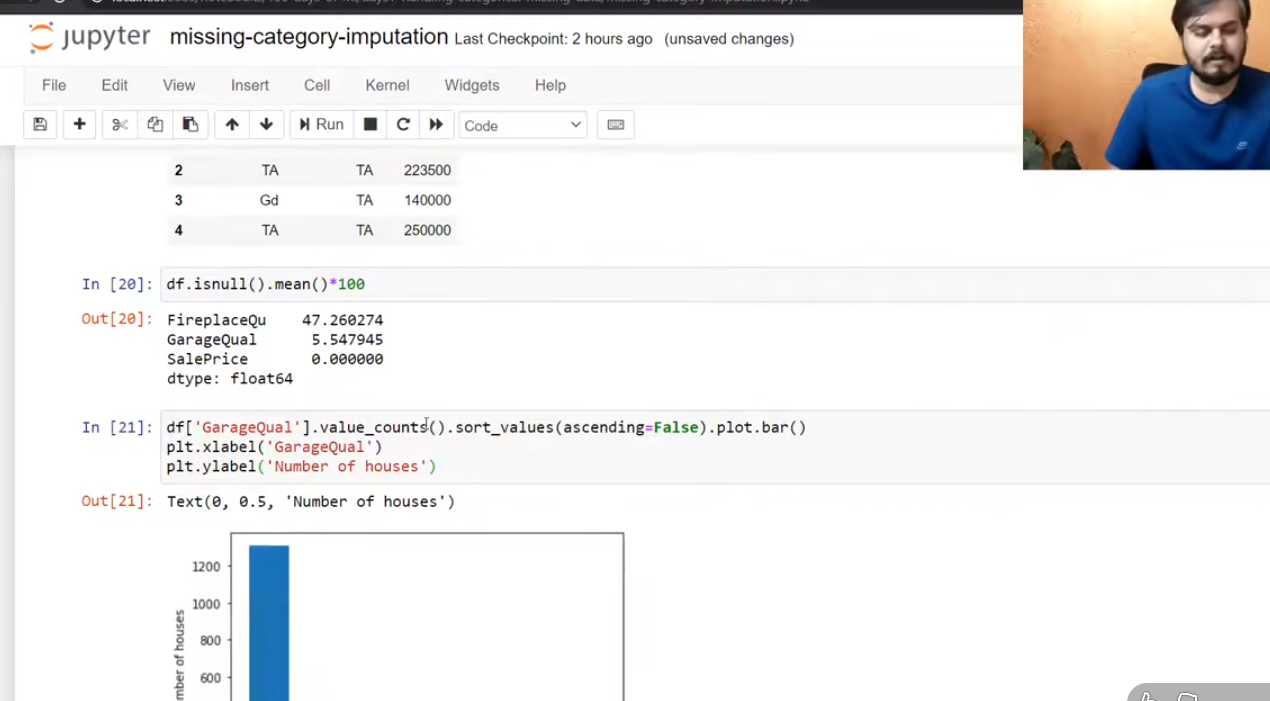 jupyter missing-category-imputation Last Checkpoint: 2 hours ago (unsaved changes)
File Edit View Insert Cell Kernel Widgets Help
Run Code
2 TA TA 223500
3 Gd TA 140000
4 TA TA 250000
In [20]: df.isnull().mean()*100
Out[20]: FireplaceQu 47.260274
GarageQual 5.547945
SalePrice 0.000000
dtype: float64
In [21]: df['GarageQual'].value_counts().sort_values(ascending=False).plot.bar()
plt.xlabel('GarageQual')
plt.ylabel('Number of houses')
Out[21]: Text(0, 0.5, 'Number of houses')
1200
1000
800
600
of houses